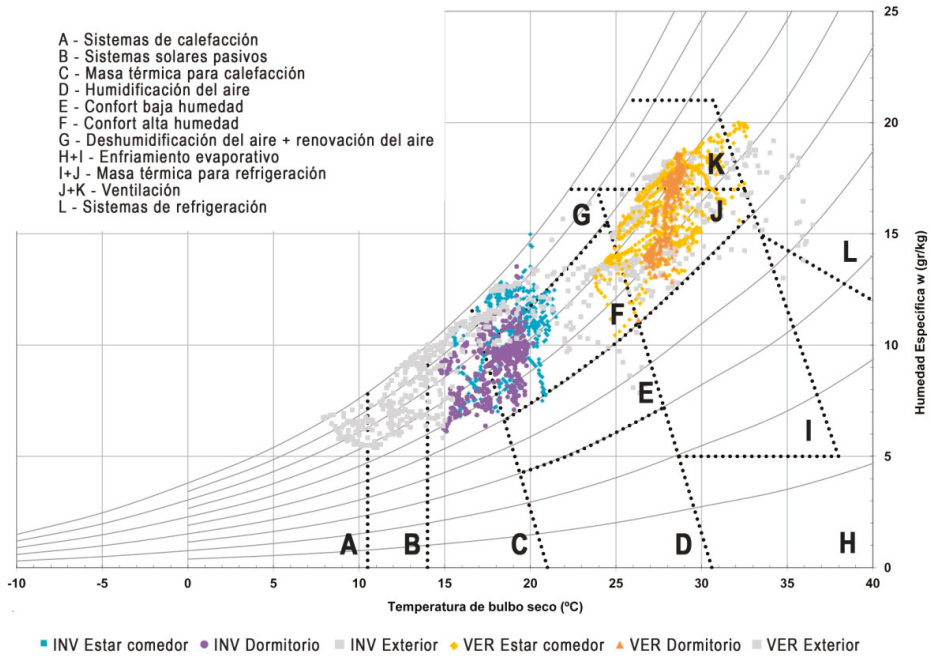 A - Sistemas de calefacción
B - Sistemas solares pasivos
C - Masa térmica para calefacción
D - Humidificación del aire
E - Confort baja humedad
F - Confort alta humedad
G - Deshumidificación del aire + renovación del aire
H+I - Enfriamiento evaporativo
I+J - Masa térmica para refrigeración
J+K - Ventilación
L - Sistemas de refrigeración
25
20
15
10
5
0
Humedad Especifica w (gr/kg)
K
G
J
L
F
E
I
A
B
C
D
H
-10
-5
0
5
10
15
20
25
30
35
40
Temperatura de bulbo seco (ºC)
INV Estar comedor
INV Dormitorio
INV Exterior
VER Estar comedor
VER Dormitorio
VER Exterior